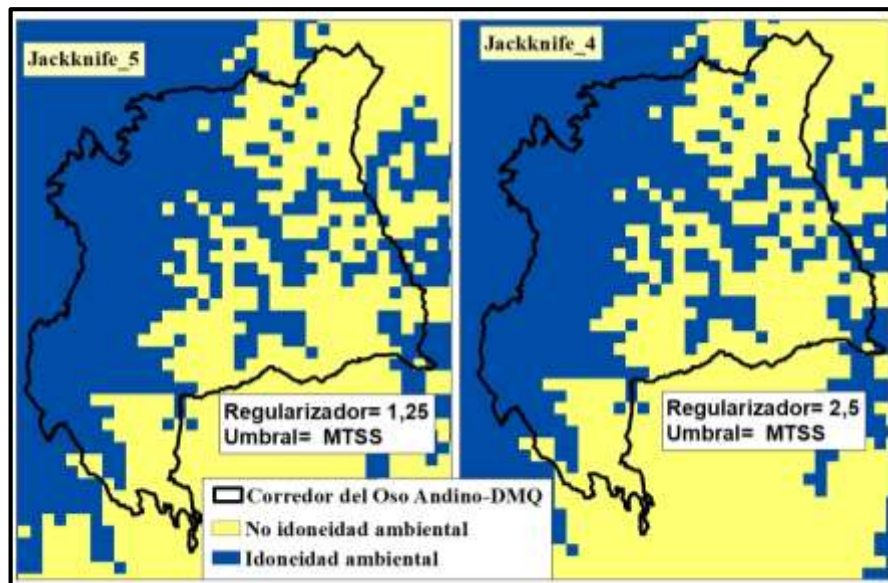 Jackknife_5
Jackknife_4
Regularizador= 1,25
Umbral= MTSS
Regularizador= 2,5
Umbral= MTSS
Corredor del Oso Andino-DMQ
No idoneidad ambiental
Idoneidad ambiental